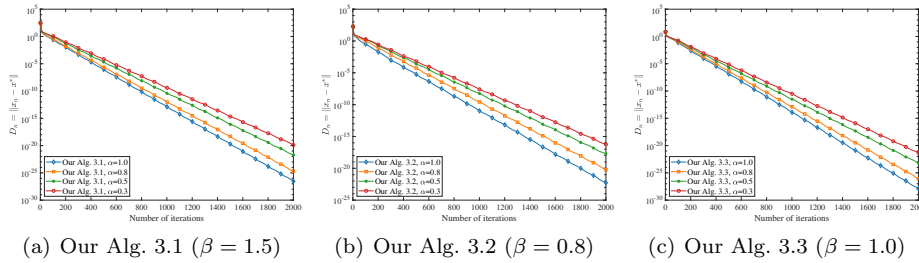 10^5
10^0
10^-5
10^-10
10^-15
10^-20
10^-25
10^-30
D_n = ||x_n − x*||
Our Alg. 3.1, α=1.0
Our Alg. 3.1, α=0.8
Our Alg. 3.1, α=0.5
Our Alg. 3.1, α=0.3
0 200 400 600 800 1000 1200 1400 1600 1800 2000
Number of iterations
(a) Our Alg. 3.1 (β = 1.5)
10^5
10^0
10^-5
10^-10
10^-15
10^-20
10^-25
D_n = ||x_n − x*||
Our Alg. 3.2, α=1.0
Our Alg. 3.2, α=0.8
Our Alg. 3.2, α=0.5
Our Alg. 3.2, α=0.3
0 200 400 600 800 1000 1200 1400 1600 1800 2000
Number of iterations
(b) Our Alg. 3.2 (β = 0.8)
10^5
10^0
10^-5
10^-10
10^-15
10^-20
10^-25
10^-30
D_n = ||x_n − x*||
Our Alg. 3.3, α=1.0
Our Alg. 3.3, α=0.8
Our Alg. 3.3, α=0.5
Our Alg. 3.3, α=0.3
0 200 400 600 800 1000 1200 1400 1600 1800 2000
Number of iterations
(c) Our Alg. 3.3 (β = 1.0)